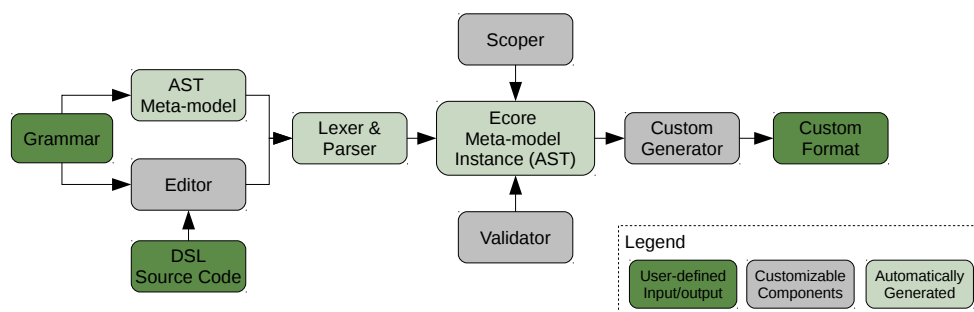 Scoper
AST
Meta-model
Grammar
Lexer &
Parser
Ecore
Meta-model
Instance (AST)
Custom
Generator
Custom
Format
Editor
DSL
Source Code
Validator
Legend
User-defined
Input/output
Customizable
Components
Automatically
Generated